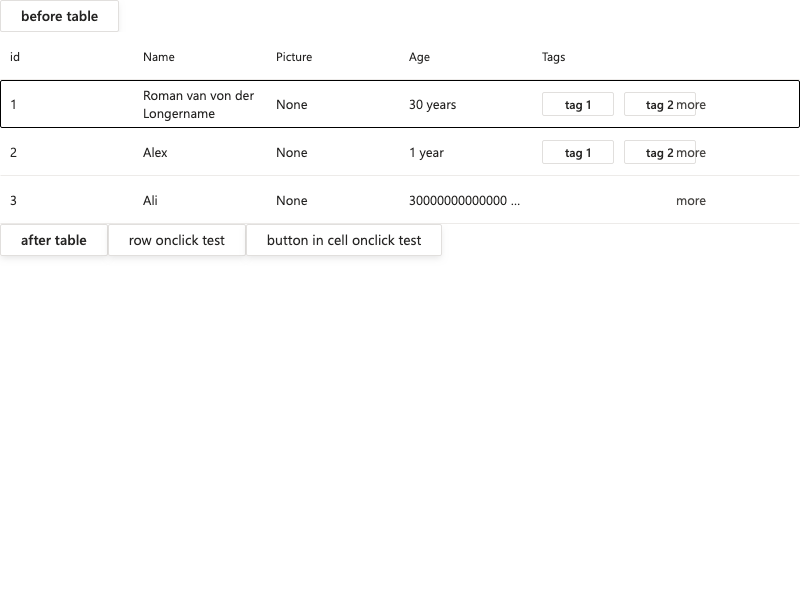 before table
id Name Picture Age Tags
1 Roman van von der Longername None 30 years tag 1 tag 2 more
2 Alex None 1 year tag 1 tag 2 more
3 Ali None 30000000000000 ... more
after table row onclick test button in cell onclick test